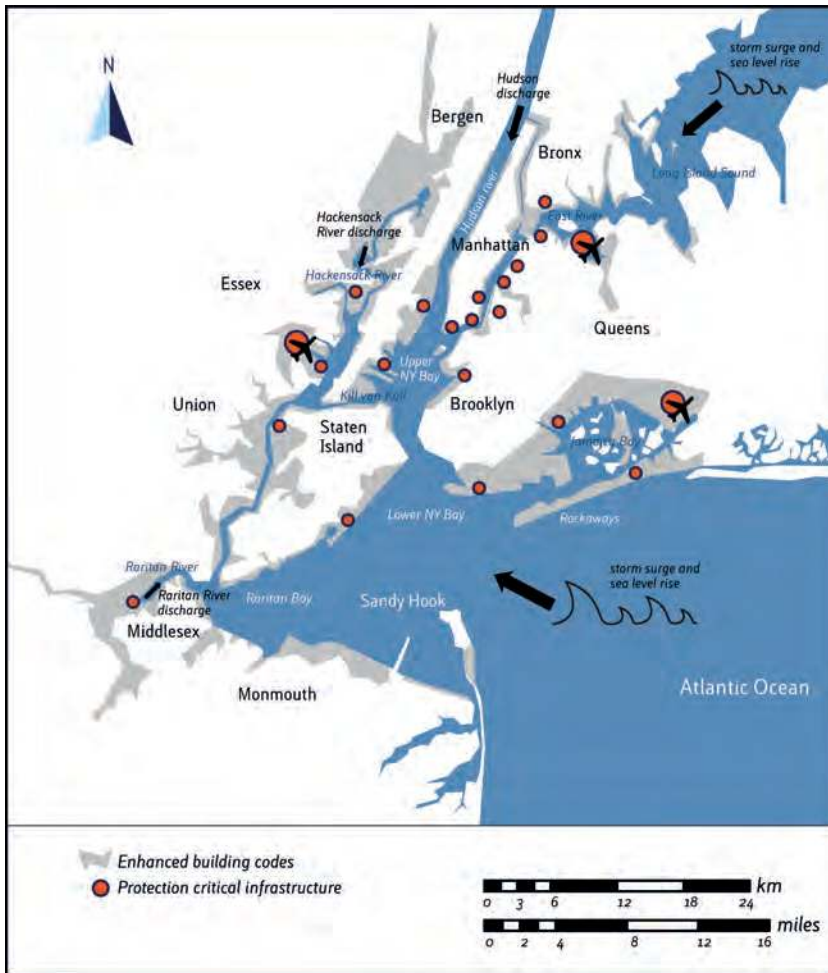 N
storm surge and
sea level rise
Hudson
discharge
Bergen
Bronx
Long Island Sound
Hudson river
East River
Hackensack
River discharge
Manhattan
Essex
Hackensack River
Queens
Upper
NY Bay
Union
Kill van Kull
Brooklyn
Staten
Island
Jamaica Bay
Lower NY Bay
Rockaways
Raritan River
Raritan River
discharge
Raritan Bay
Sandy Hook
storm surge and
sea level rise
Middlesex
Monmouth
Atlantic Ocean
Enhanced building codes
Protection critical infrastructure
km
0 3 6 12 18 24
miles
0 2 4 8 12 16